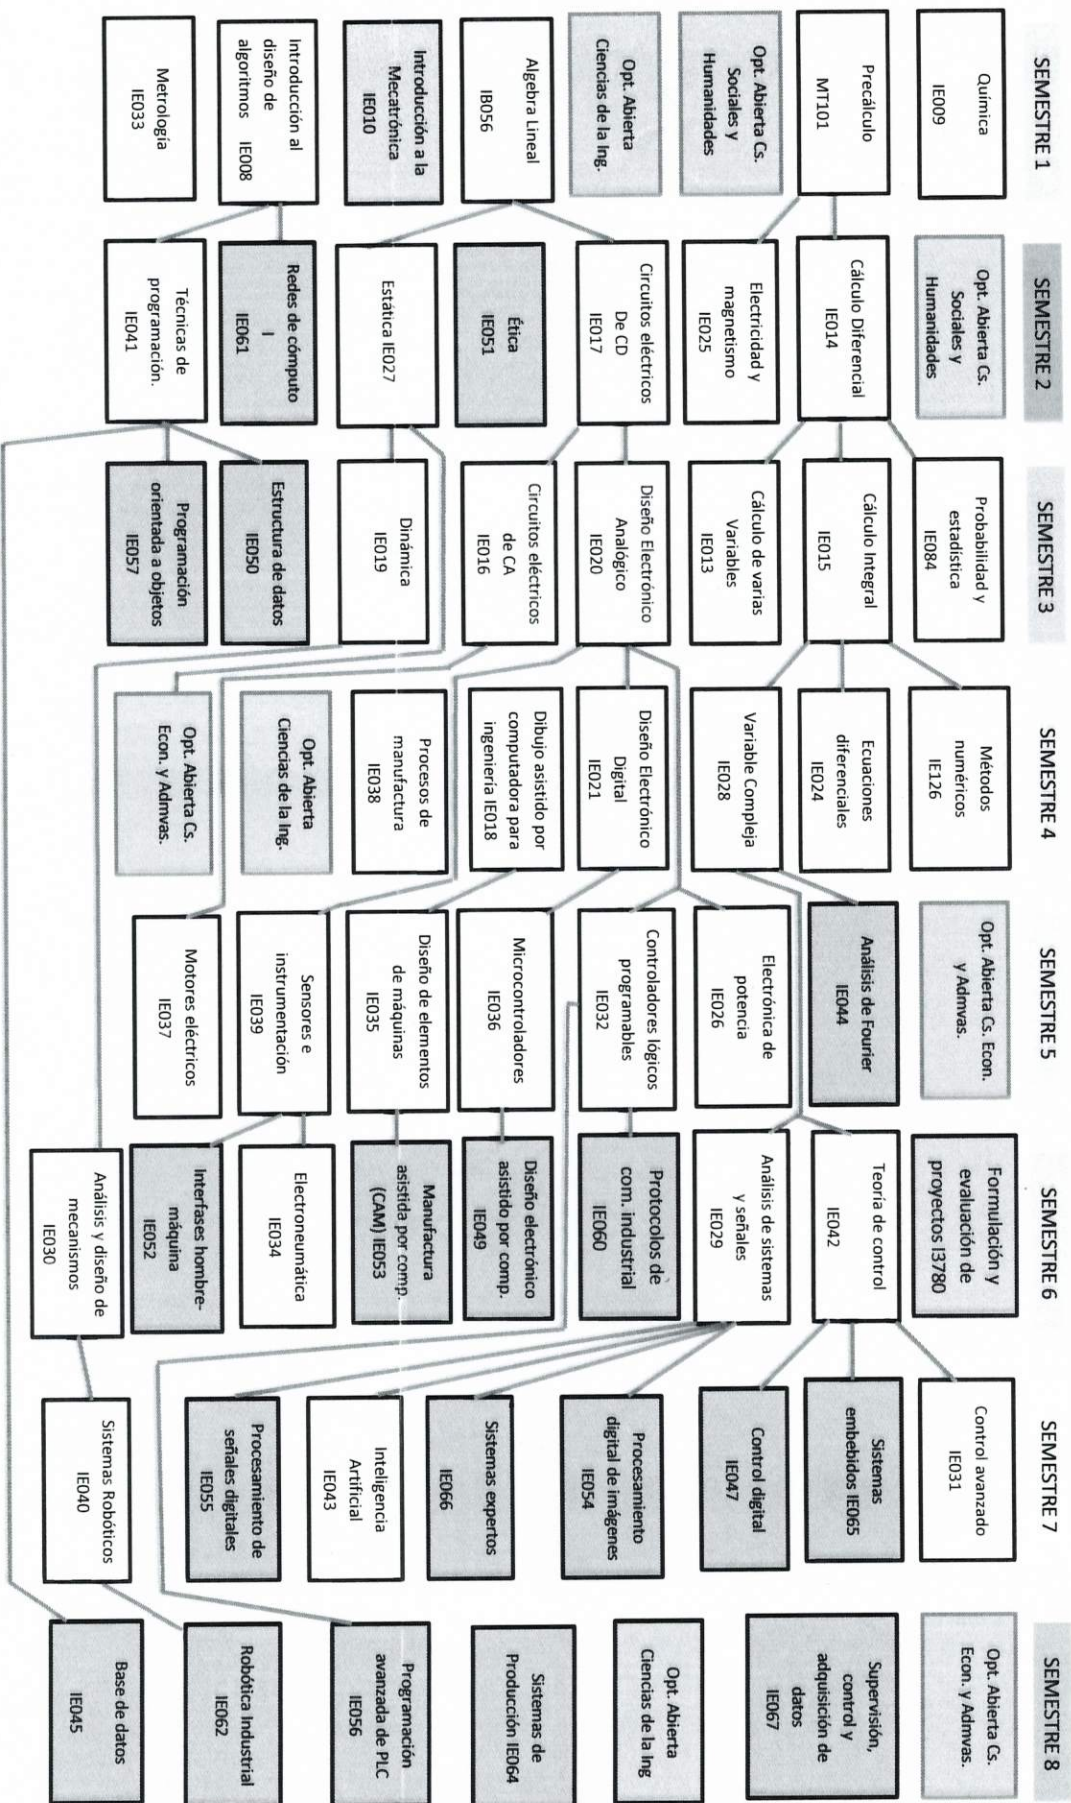 SEMESTRE 1
Química
IE009
Precálculo
MT101
Opt. Abierta Cs.
Sociales y
Humanidades
Opt. Abierta
Ciencias de la Ing.
Algebra Lineal
IB056
Introducción a la
Mecatrónica
IE010
Introducción al
diseño de
algoritmos IE008
Metrología
IE033
SEMESTRE 2
Opt. Abierta Cs.
Sociales y
Humanidades
Cálculo Diferencial
IE014
Electricidad y
magnetismo
IE025
Circuitos eléctricos
De CD
IE017
Ética
IE051
Estática IE027
Redes de cómputo
I
IE061
Técnicas de
programación.
IE041
SEMESTRE 3
Probabilidad y
estadistica
IE084
Cálculo Integral
IE015
Cálculo de varias
Variables
IE013
Diseño Electrónico
Analógico
IE020
Circuitos eléctricos
de CA
IE016
Dinámica
IE019
Estructura de datos
IE050
Programación
orientada a objetos
IE057
SEMESTRE 4
Métodos
numéricos
IE126
Ecuaciones
diferenciales
IE024
Variable Compleja
IE028
Diseño Electrónico
Digital
IE021
Dibujo asistido por
computadora para
ingeniería IE018
Procesos de
manufactura
IE038
Opt. Abierta
Ciencias de la Ing.
Opt. Abierta Cs.
Econ. y Admvas.
SEMESTRE 5
Opt. Abierta Cs. Econ.
y Admvas.
Análisis de Fourier
IE044
Electrónica de
potencia
IE026
Controladores lógicos
programables
IE032
Microcontroladores
IE036
Diseño de elementos
de máquinas
IE035
Sensores e
instrumentación
IE039
Motores eléctricos
IE037
SEMESTRE 6
Formulación y
evaluación de
proyectos I3780
Teoría de control
IE042
Análisis de sistemas
y señales
IE029
Protocolos de
com. industrial
IE060
Diseño electrónico
asistido por comp.
IE049
Manufactura
asistida por comp.
(CAM) IE053
Electroneumática
IE034
Interfases hombre-
máquina
IE052
Análisis y diseño de
mecanismos
IE030
SEMESTRE 7
Control avanzado
IE031
Sistemas
embebidos IE065
Control digital
IE047
Procesamiento
digital de imágenes
IE054
Sistemas expertos
IE066
Inteligencia
Artificial
IE043
Procesamiento de
señales digitales
IE055
Sistemas Robóticos
IE040
SEMESTRE 8
Opt. Abierta Cs.
Econ. y Admvas.
Supervisión,
control y
adquisición de
datos
IE067
Opt. Abierta
Ciencias de la Ing
Sistemas de
Producción IE064
Programación
avanzada de PLC
IE056
Robótica Industrial
IE062
Base de datos
IE045